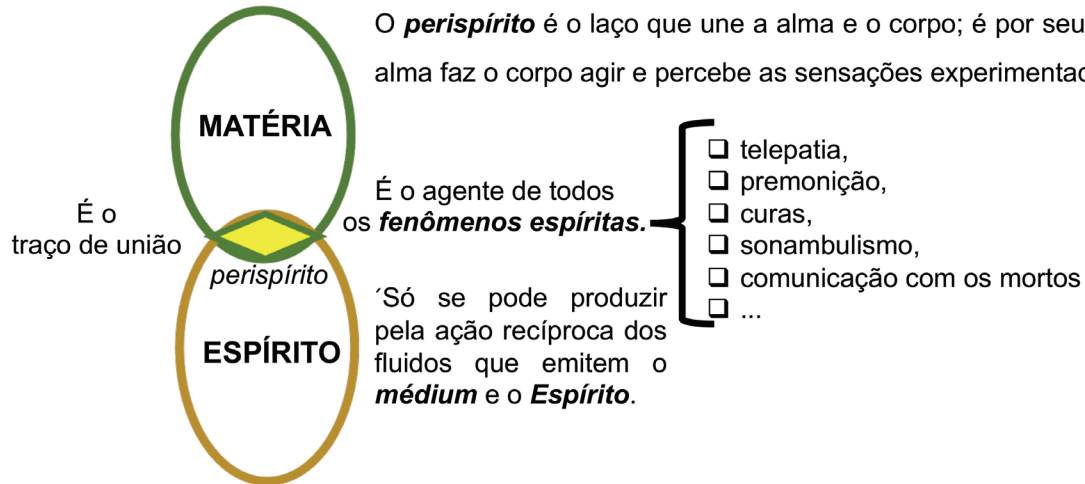 O perispírito é o laço que une a alma e o corpo; é por seu
alma faz o corpo agir e percebe as sensações
MATÉRIA
É o
traço de união
perispírito
ESPÍRITO
É o agente de todos
os fenômenos espíritas.
❑ telepatia,
❑ premonição,
❑ curas,
❑ sonambulismo,
❑ comunicação com os mortos
❑ ...
´Só se pode produzir
pela ação recíproca dos
fluidos que emitem o
médium e o Espírito.